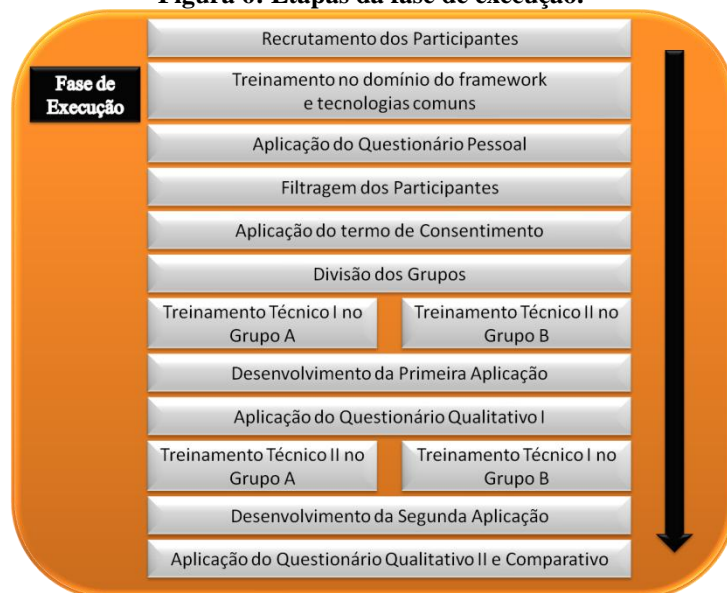 Figura 6: Etapas da fase de execução.
Fase de
Execução
Recrutamento dos Participantes
Treinamento no domínio do framework
e tecnologias comuns
Aplicação do Questionário Pessoal
Filtragem dos Participantes
Aplicação do termo de Consentimento
Divisão dos Grupos
Treinamento Técnico I no
Grupo A
Treinamento Técnico II no
Grupo B
Desenvolvimento da Primeira Aplicação
Aplicação do Questionário Qualitativo I
Treinamento Técnico II no
Grupo A
Treinamento Técnico I no
Grupo B
Desenvolvimento da Segunda Aplicação
Aplicação do Questionário Qualitativo II e Comparativo